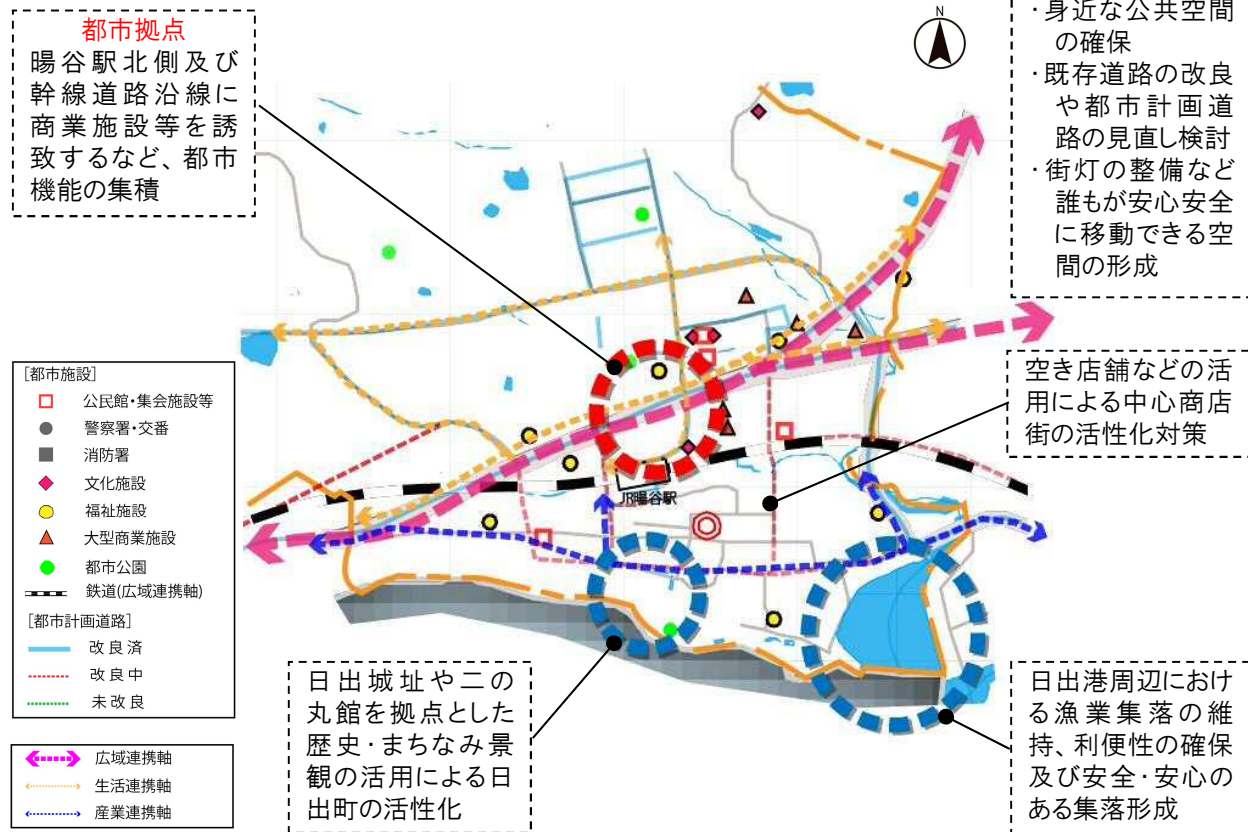 都市拠点
暘谷駅北側及び
幹線道路沿線に
商業施設等を誘
致するなど、都市
機能の集積
N
・身近な公共空間
の確保
・既存道路の改良
や都市計画道
路の見直し検討
・街灯の整備など
誰もが安心安全
に移動できる空
間の形成
空き店舗などの活
用による中心商店
街の活性化対策
JR暘谷駅
[都市施設]
公民館・集会施設等
警察署・交番
消防署
文化施設
福祉施設
大型商業施設
都市公園
鉄道(広域連携軸)
[都市計画道路]
改良済
改良中
未改良
広域連携軸
生活連携軸
産業連携軸
日出城址や二の
丸館を拠点とした
歴史・まちなみ景
観の活用による日
出町の活性化
日出港周辺におけ
る漁業集落の維
持、利便性の確保
及び安全・安心の
ある集落形成